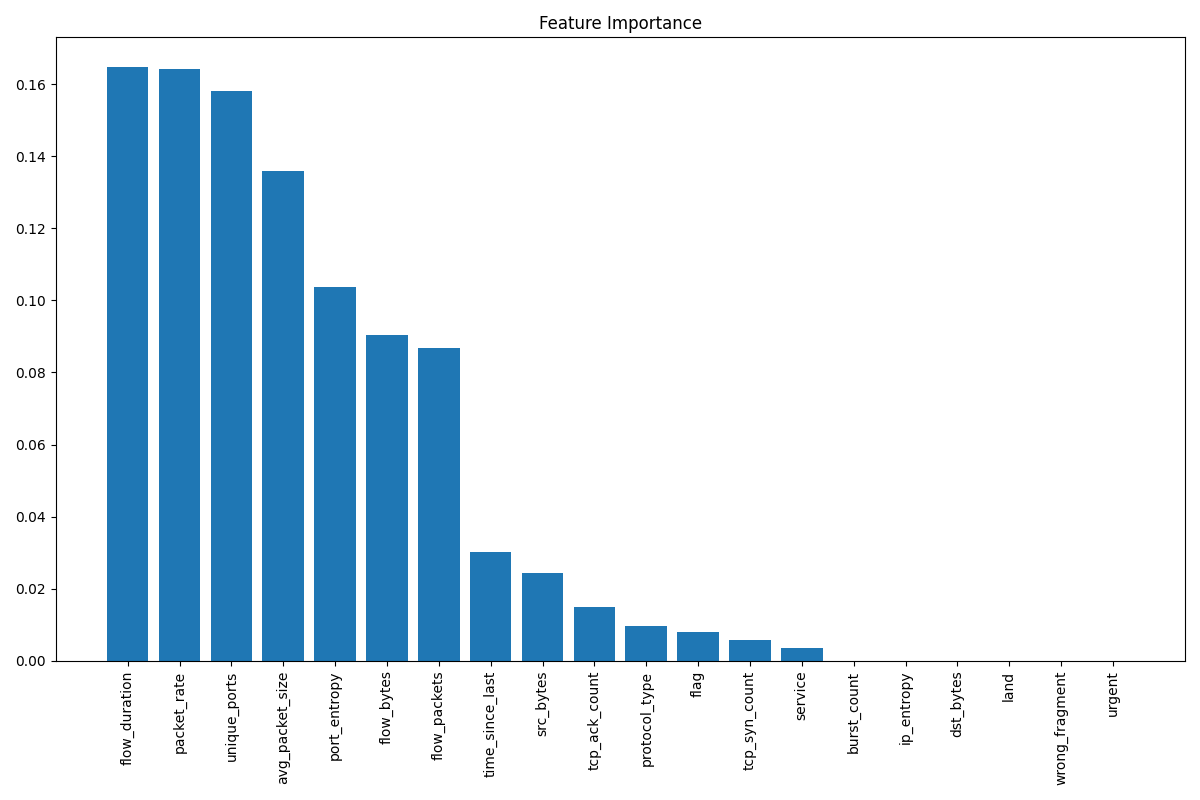 Feature Importance
0.16
0.14
0.12
0.10
0.08
0.06
0.04
0.02
0.00
flow_duration
packet_rate
unique_ports
avg_packet_size
port_entropy
flow_bytes
flow_packets
time_since_last
src_bytes
tcp_ack_count
protocol_type
flag
tcp_syn_count
service
burst_count
ip_entropy
dst_bytes
land
wrong_fragment
urgent